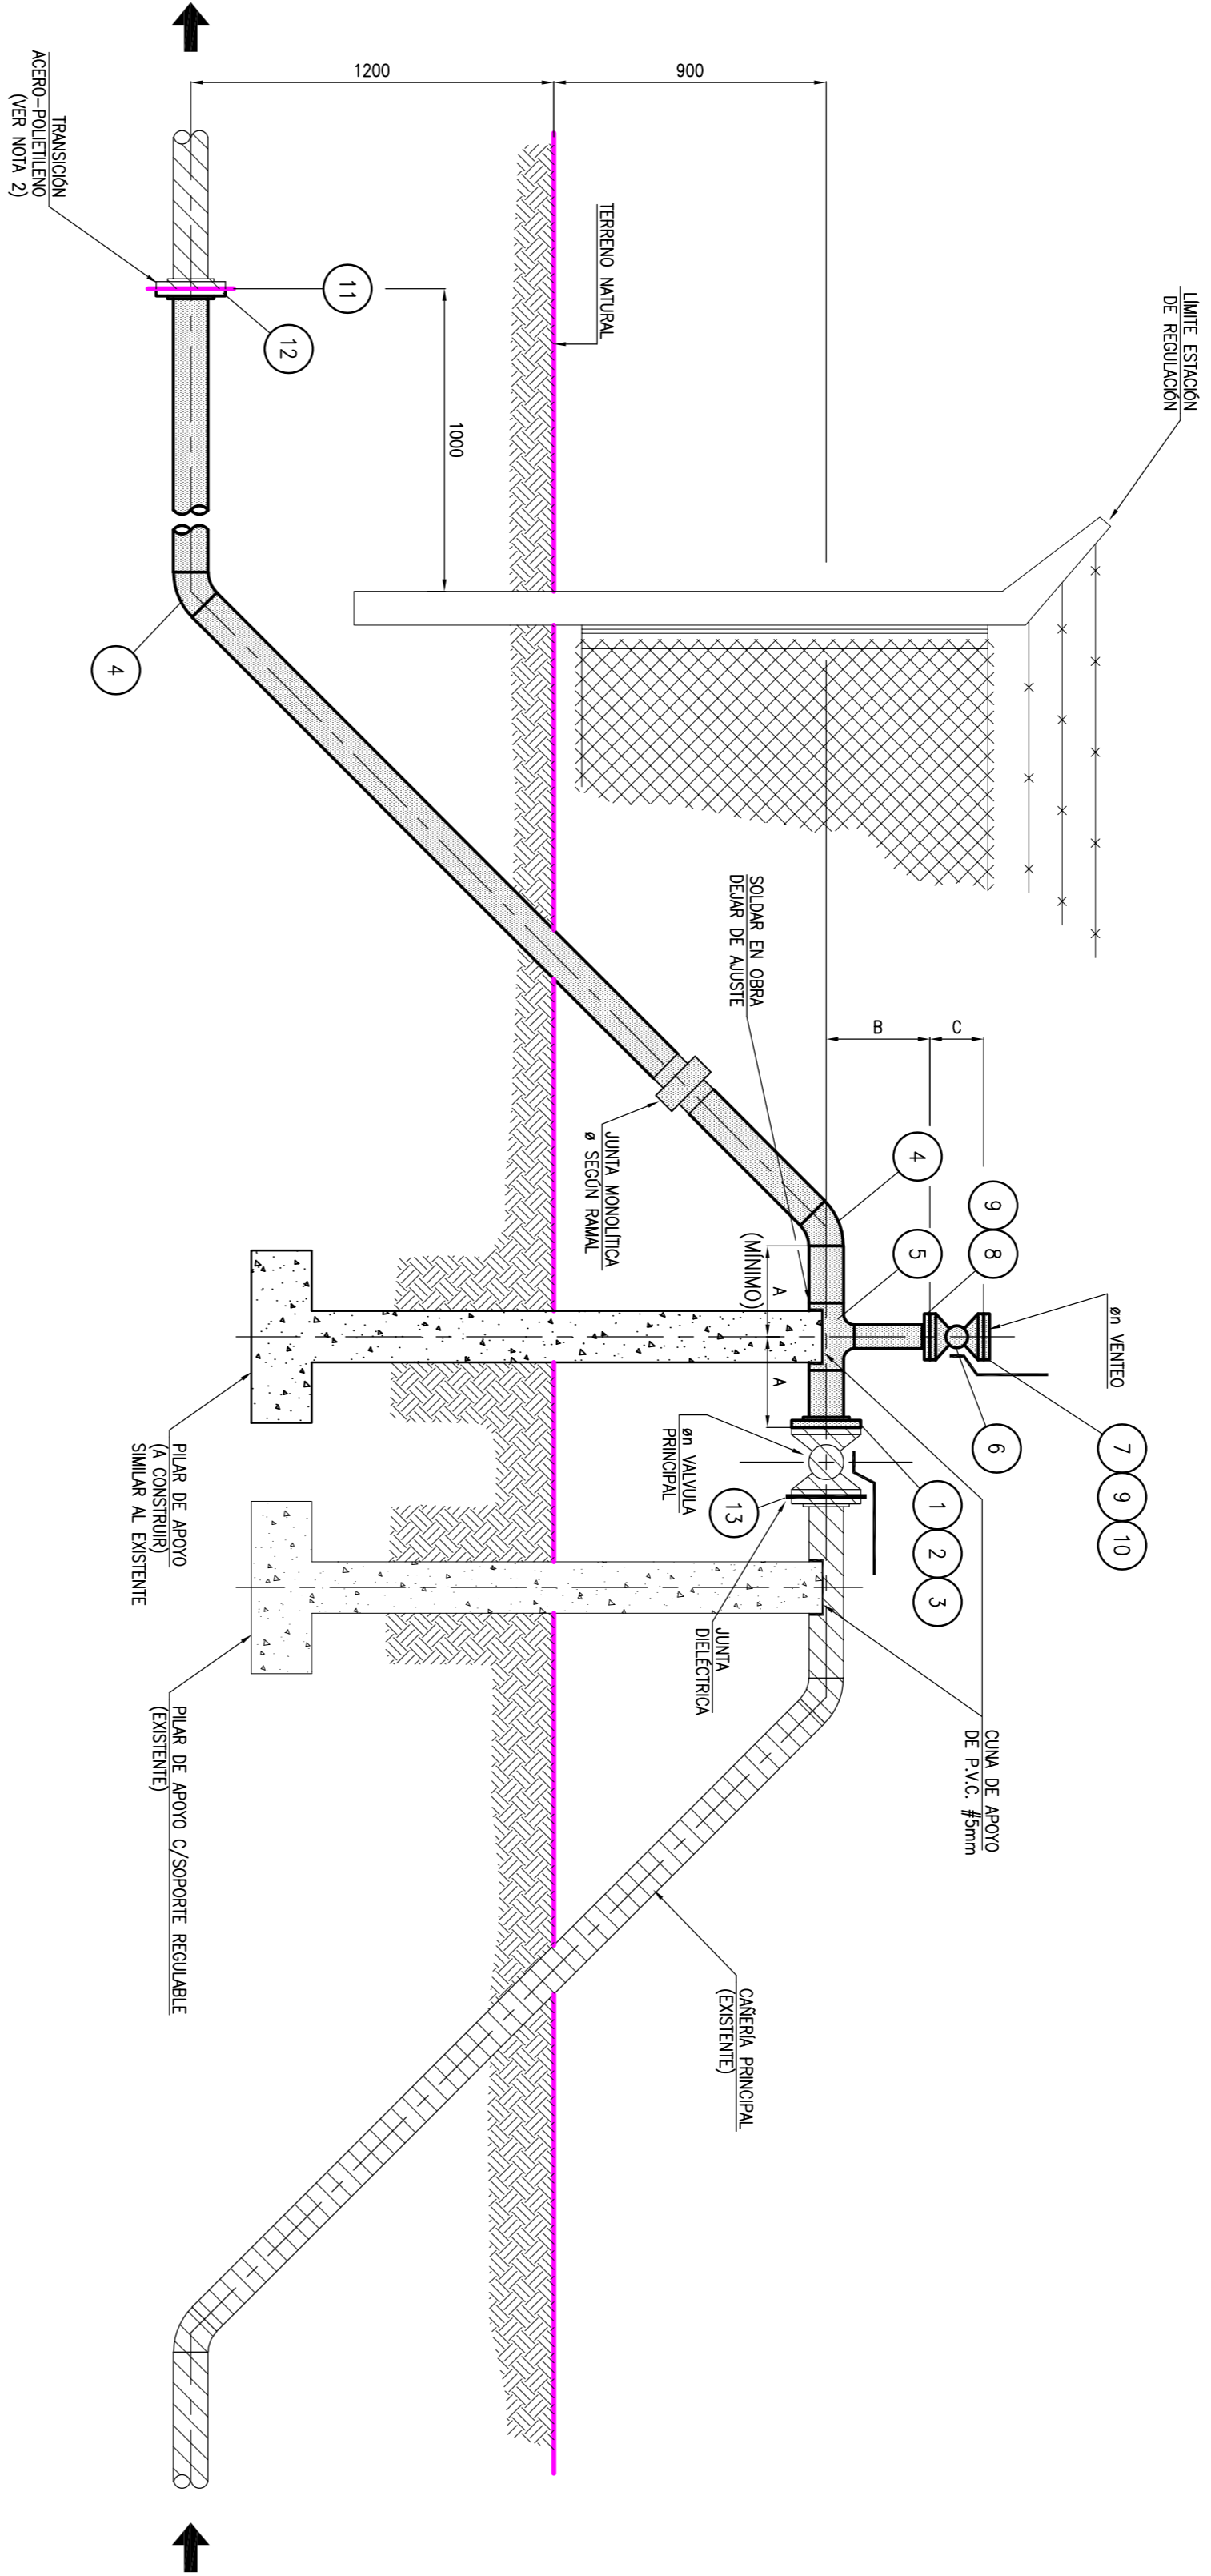 LÍMITE ESTACIÓN
DE REGULACIÓN
øn VENTEO
7
9
10
9
8
6
B
C
4
5
1
2
3
CUNA DE APOYO
DE P.V.C. #5mm
900
SOLDAR EN OBRA
DEJAR DE AJUSTE
A
(MÍNIMO)
A
øn VALVULA
PRINCIPAL
13
JUNTA
DIELÉCTRICA
CAÑERÍA PRINCIPAL
(EXISTENTE)
TERRENO NATURAL
JUNTA MONOLÍTICA
ø SEGÚN RAMAL
1200
1000
11
12
4
TRANSICIÓN
ACERO-POLIETILENO
(VER NOTA 2)
PILAR DE APOYO
(A CONSTRUIR)
SIMILAR AL EXISTENTE
PILAR DE APOYO C/SOPORTE REGULABLE
(EXISTENTE)